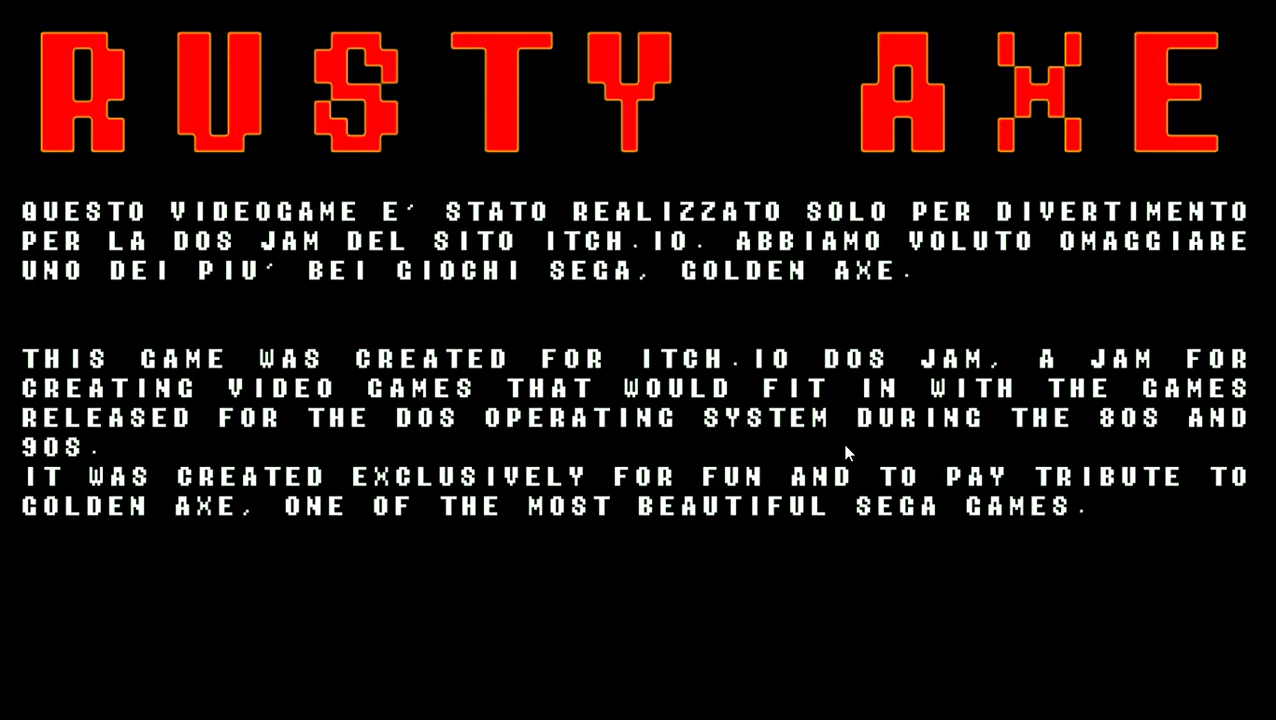 RUSTY AXE
QUESTO VIDEOGAME E' STATO REALIZZATO SOLO PER DIVERTIMENTO
PER LA DOS JAM DEL SITO ITCH.IO. ABBIAMO VOLUTO OMAGGIARE
UNO DEI PIU' BEI GIOCHI SEGA, GOLDEN AXE.
THIS GAME WAS CREATED FOR ITCH.IO DOS JAM, A JAM FOR
CREATING VIDEO GAMES THAT WOULD FIT IN WITH THE GAMES
RELEASED FOR THE DOS OPERATING SYSTEM DURING THE 80S AND
90S.
IT WAS CREATED EXCLUSIVELY FOR FUN AND TO PAY TRIBUTE TO
GOLDEN AXE, ONE OF THE MOST BEAUTIFUL SEGA GAMES.